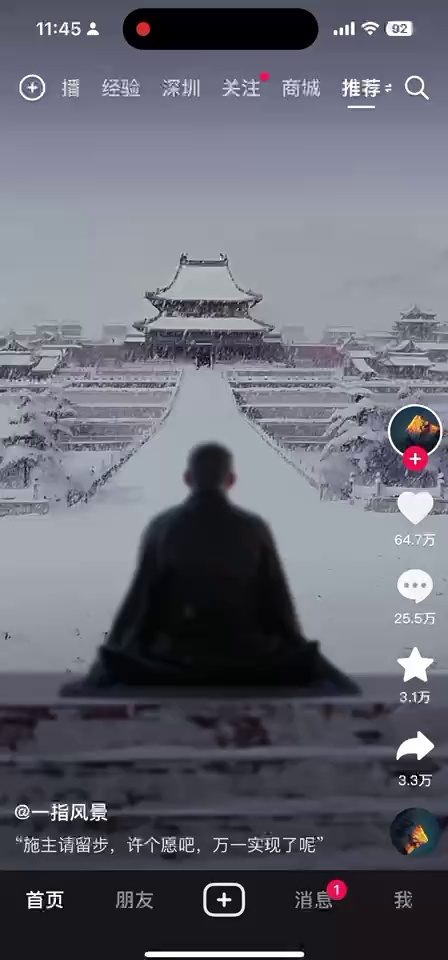 11:45
92
播 经验 深圳 关注 商城 推荐
64.7万
25.5万
3.1万
3.3万
@一指风景
“施主请留步，许个愿吧，万一实现了呢”
首页 朋友 消息 1 我